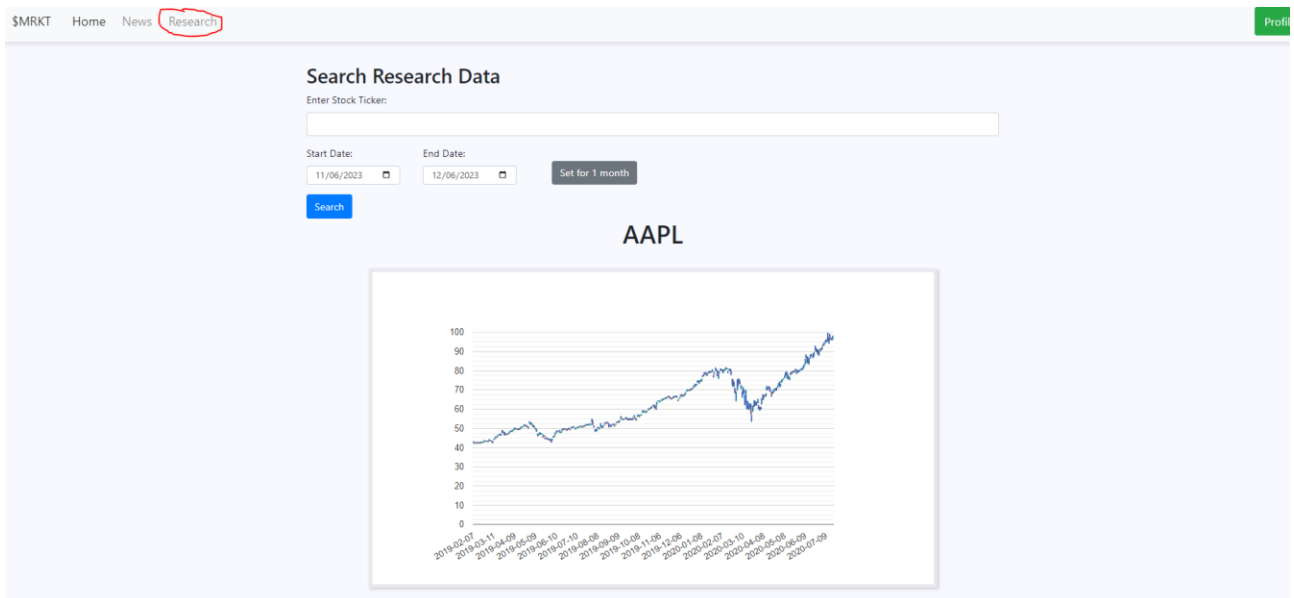 $MRKT Home News Research Profil
Search Research Data
Enter Stock Ticker:
Start Date: End Date:
11/06/2023 12/06/2023 Set for 1 month
Search
AAPL
100
90
80
70
60
50
40
30
20
10
0
2019-02-07 2019-03-11 2019-04-09 2019-05-09 2019-06-10 2019-07-10 2019-08-08 2019-09-09 2019-10-08 2019-11-06 2019-12-06 2020-01-08 2020-02-07 2020-03-10 2020-04-08 2020-05-08 2020-06-09 2020-07-09